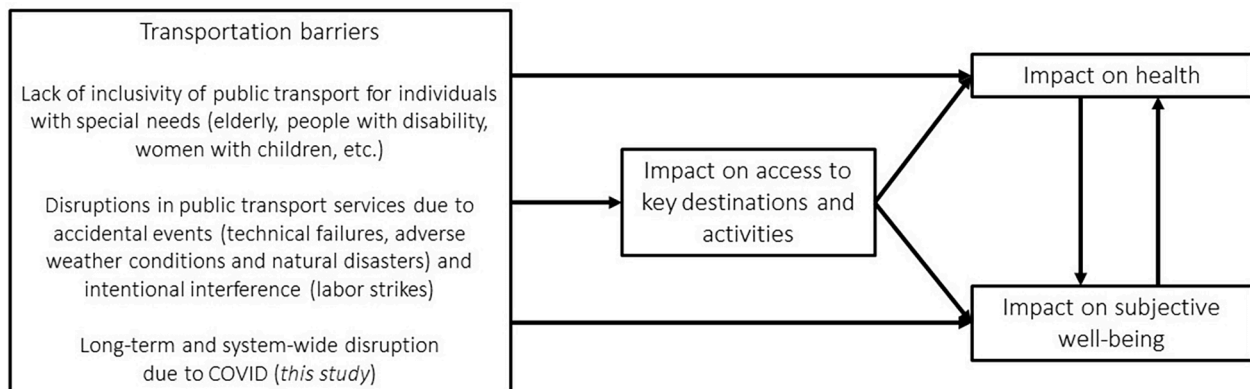 Transportation barriers
Lack of inclusivity of public transport for individuals
with special needs (elderly, people with disability,
women with children, etc.)
Disruptions in public transport services due to
accidental events (technical failures, adverse
weather conditions and natural disasters) and
intentional interference (labor strikes)
Long-term and system-wide disruption
due to COVID (this study)
Impact on access to
key destinations and
activities
Impact on health
Impact on subjective
well-being